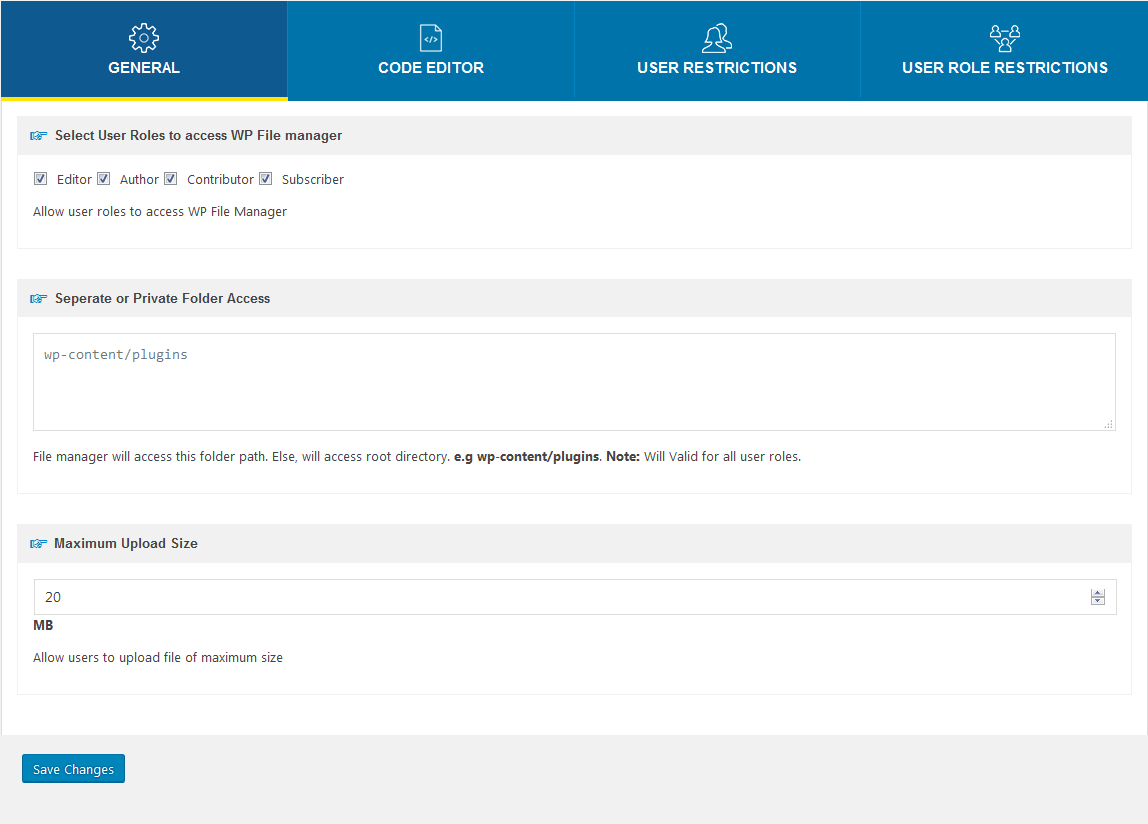 GENERAL
CODE EDITOR
USER RESTRICTIONS
USER ROLE RESTRICTIONS
Select User Roles to access WP File manager
Editor Author Contributor Subscriber
Allow user roles to access WP File Manager
Seperate or Private Folder Access
wp-content/plugins
File manager will access this folder path. Else, will access root directory. e.g wp-content/plugins. Note: Will Valid for all user roles.
Maximum Upload Size
20
MB
Allow users to upload file of maximum size
Save Changes